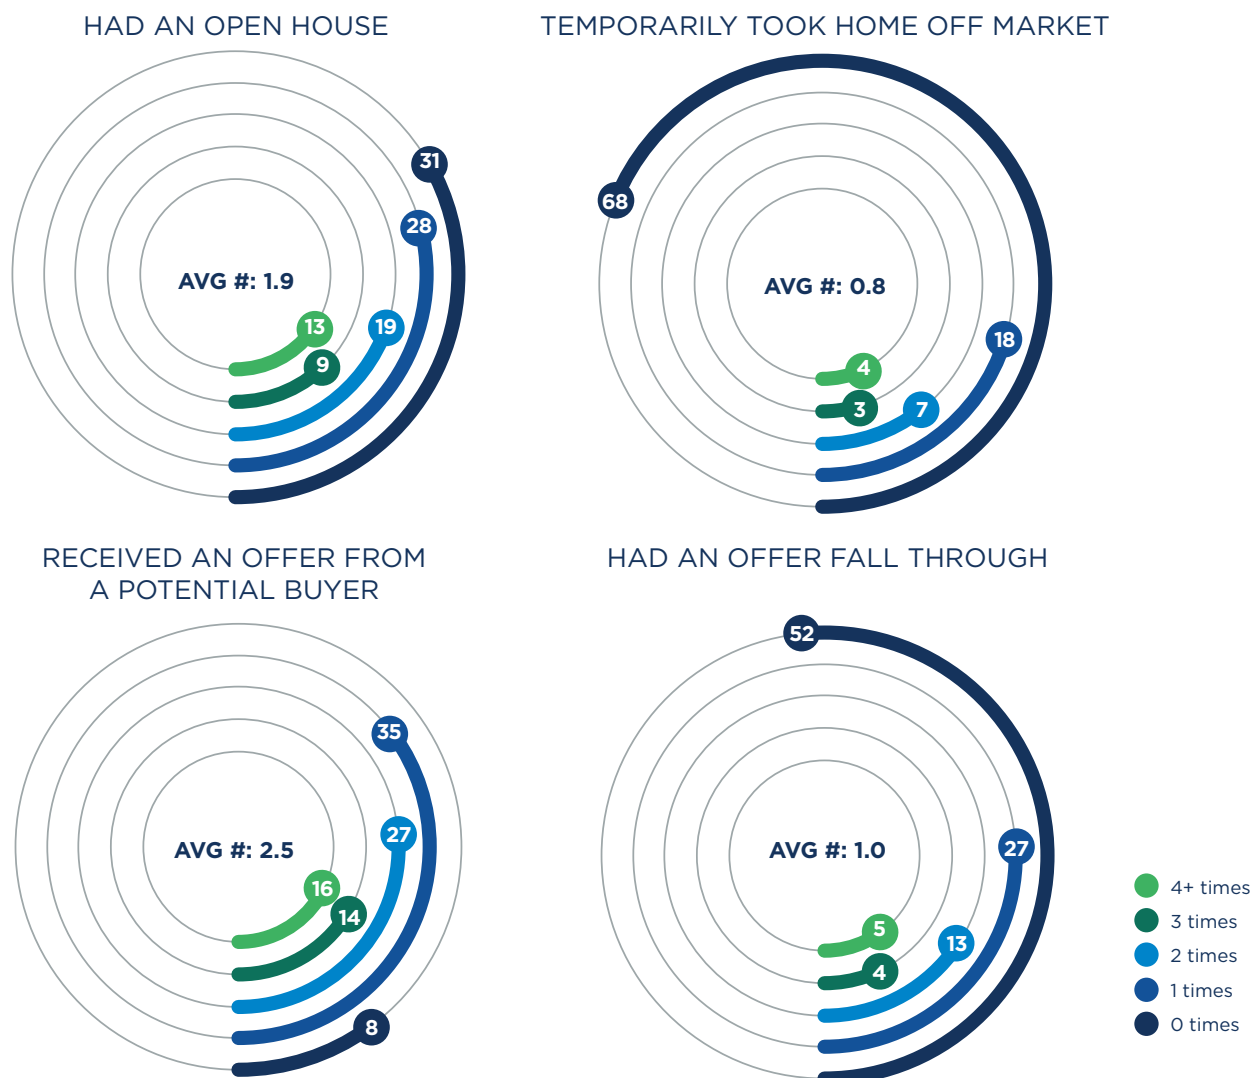 HAD AN OPEN HOUSE
31
28
19
13
9
AVG #: 1.9
TEMPORARILY TOOK HOME OFF MARKET
68
18
7
4
3
AVG #: 0.8
RECEIVED AN OFFER FROM
A POTENTIAL BUYER
35
27
16
14
8
AVG #: 2.5
HAD AN OFFER FALL THROUGH
52
27
13
5
4
AVG #: 1.0
4+ times
3 times
2 times
1 times
0 times